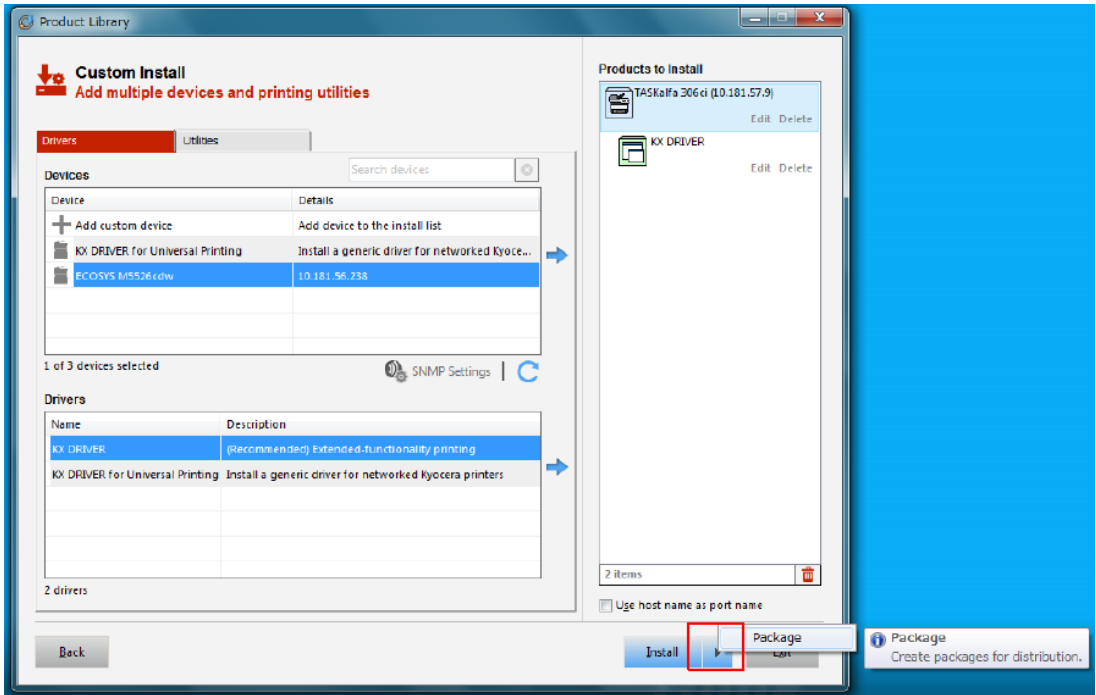 Product Library
Custom Install
Add multiple devices and printing utilities
Drivers
Utilities
Devices
Search devices
Device Details
Add custom device Add device to the install list
KX DRIVER for Universal Printing Install a generic driver for networked Kyoce...
ECOSYS M5526cdw 10.181.56.238
1 of 3 devices selected
SNMP Settings
Drivers
Name Description
KX DRIVER (Recommended) Extended-functionality printing
KX DRIVER for Universal Printing Install a generic driver for networked Kyocera printers
2 drivers
Products to Install
TASKalfa 306ci (10.181.57.9)
Edit Delete
KX DRIVER
Edit Delete
2 items
Use host name as port name
Back
Install
Package
Package
Create packages for distribution.